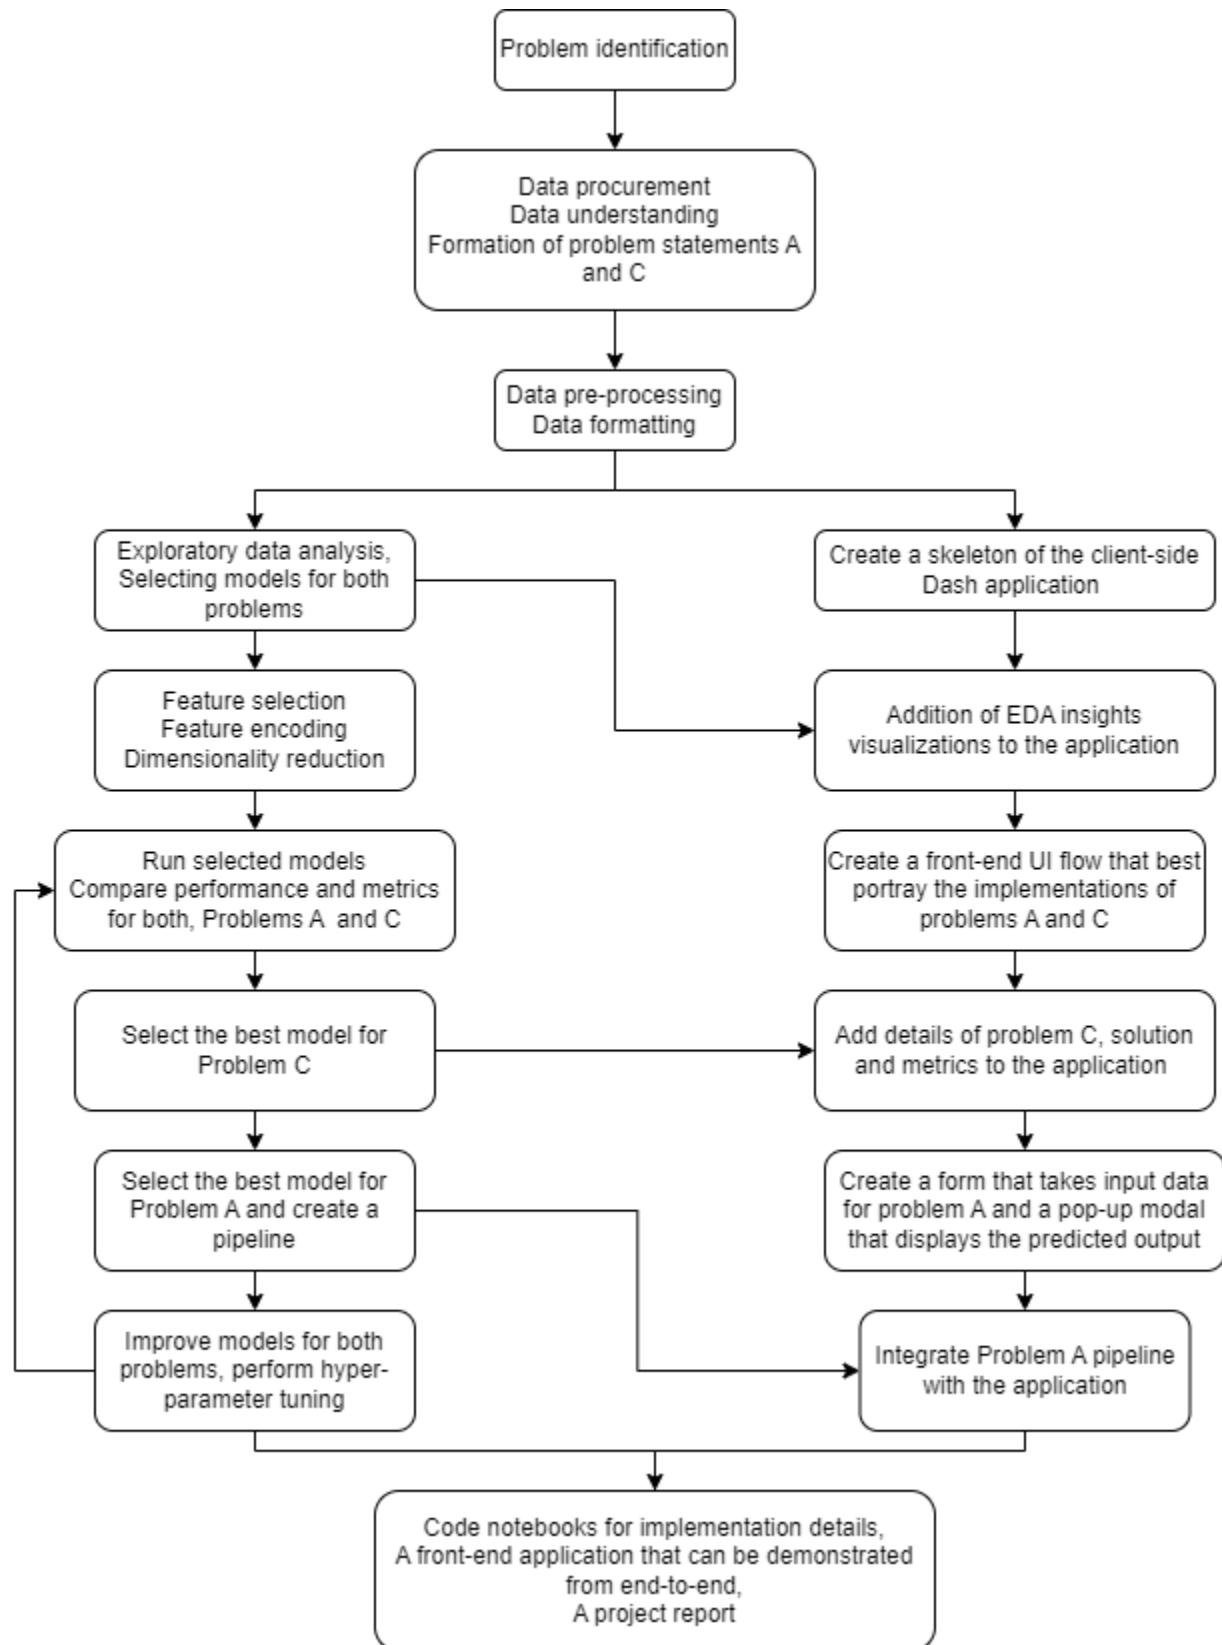 Problem identification
Data procurement
Data understanding
Formation of problem statements A
and C
Data pre-processing
Data formatting
Exploratory data analysis,
Selecting models for both
problems
Create a skeleton of the client-side
Dash application
Feature selection
Feature encoding
Dimensionality reduction
Addition of EDA insights
visualizations to the application
Run selected models
Compare performance and metrics
for both, Problems A and C
Create a front-end UI flow that best
portray the implementations of
problems A and C
Select the best model for
Problem C
Add details of problem C, solution
and metrics to the application
Select the best model for
Problem A and create a
pipeline
Create a form that takes input data
for problem A and a pop-up modal
that displays the predicted output
Improve models for both
problems, perform hyper-
parameter tuning
Integrate Problem A pipeline
with the application
Code notebooks for implementation details,
A front-end application that can be demonstrated
from end-to-end,
A project report